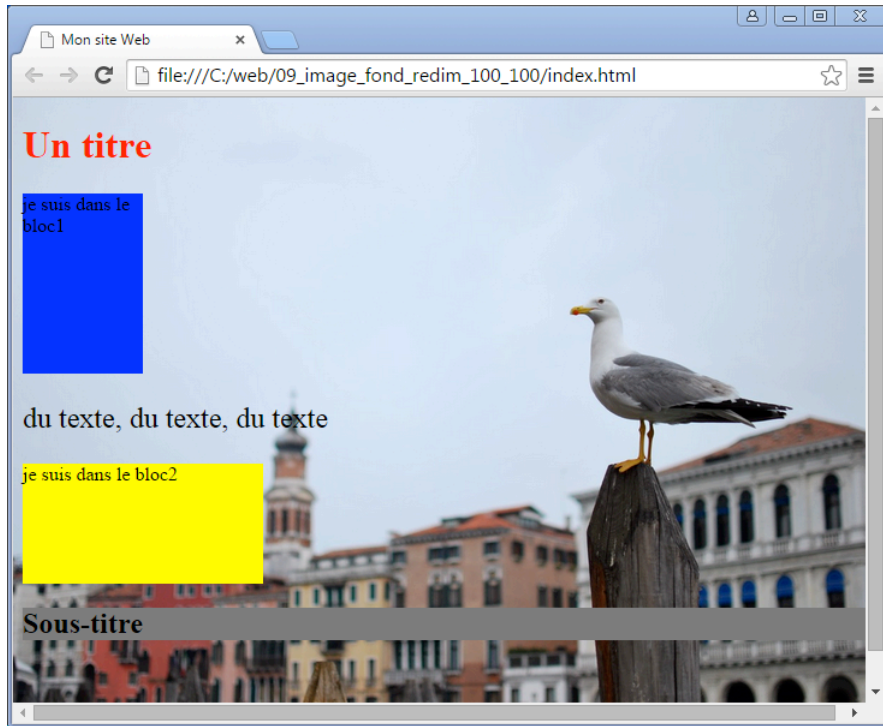 Mon site Web
file:///C:/web/09_image_fond_redim_100_100/index.html
Un titre
je suis dans le
bloc1
du texte, du texte, du texte
je suis dans le bloc2
Sous-titre